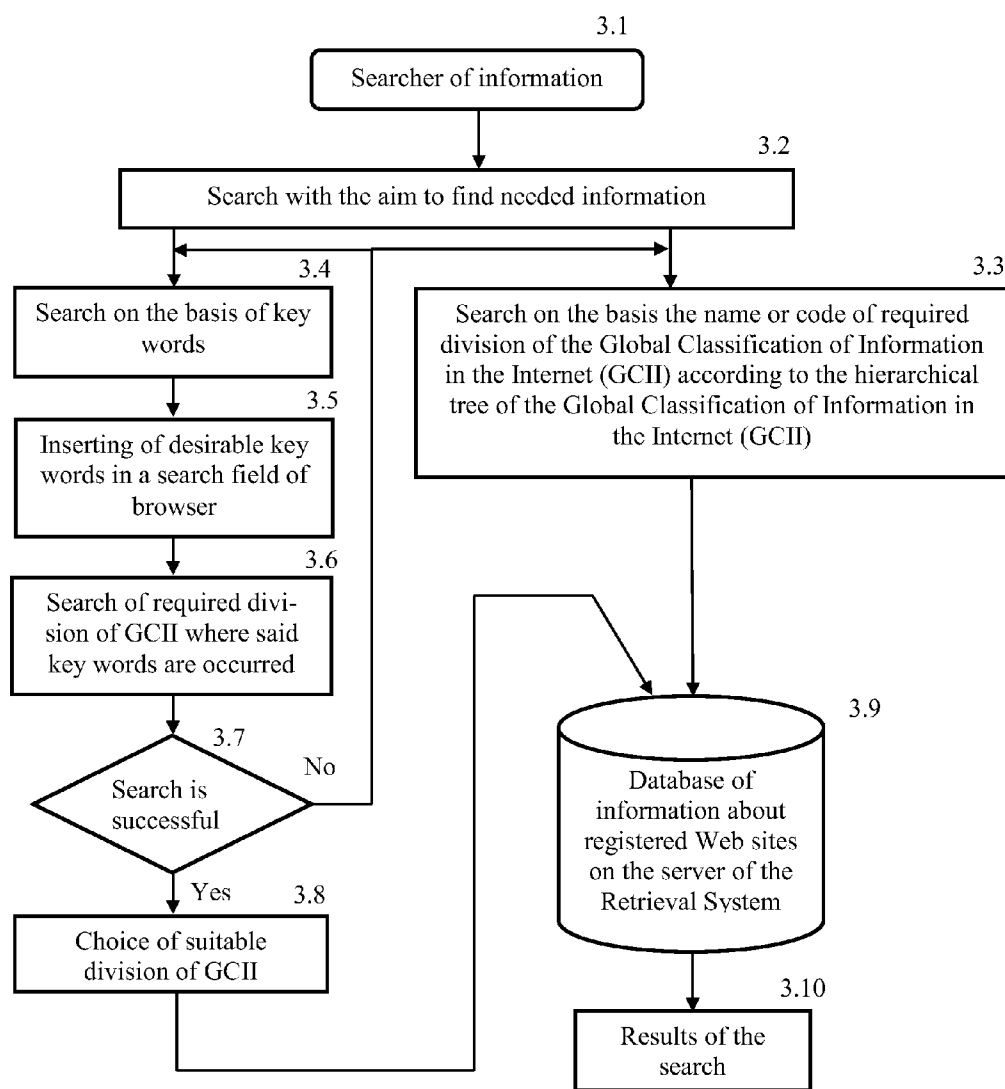 3.1
Searcher of information
3.2
Search with the aim to find needed information
3.4
Search on the basis of key
words
3.3
Search on the basis the name or code of required
division of the Global Classification of Information
in the Internet (GCII) according to the hierarchical
tree of the Global Classification of Information in
the Internet (GCII)
3.5
Inserting of desirable key
words in a search field of
browser
3.6
Search of required divi-
sion of GCII where said
key words are occurred
3.7
Search is
successful
No
Yes
3.8
Choice of suitable
division of GCII
3.9
Database of
information about
registered Web sites
on the server of the
Retrieval System
3.10
Results of the
search